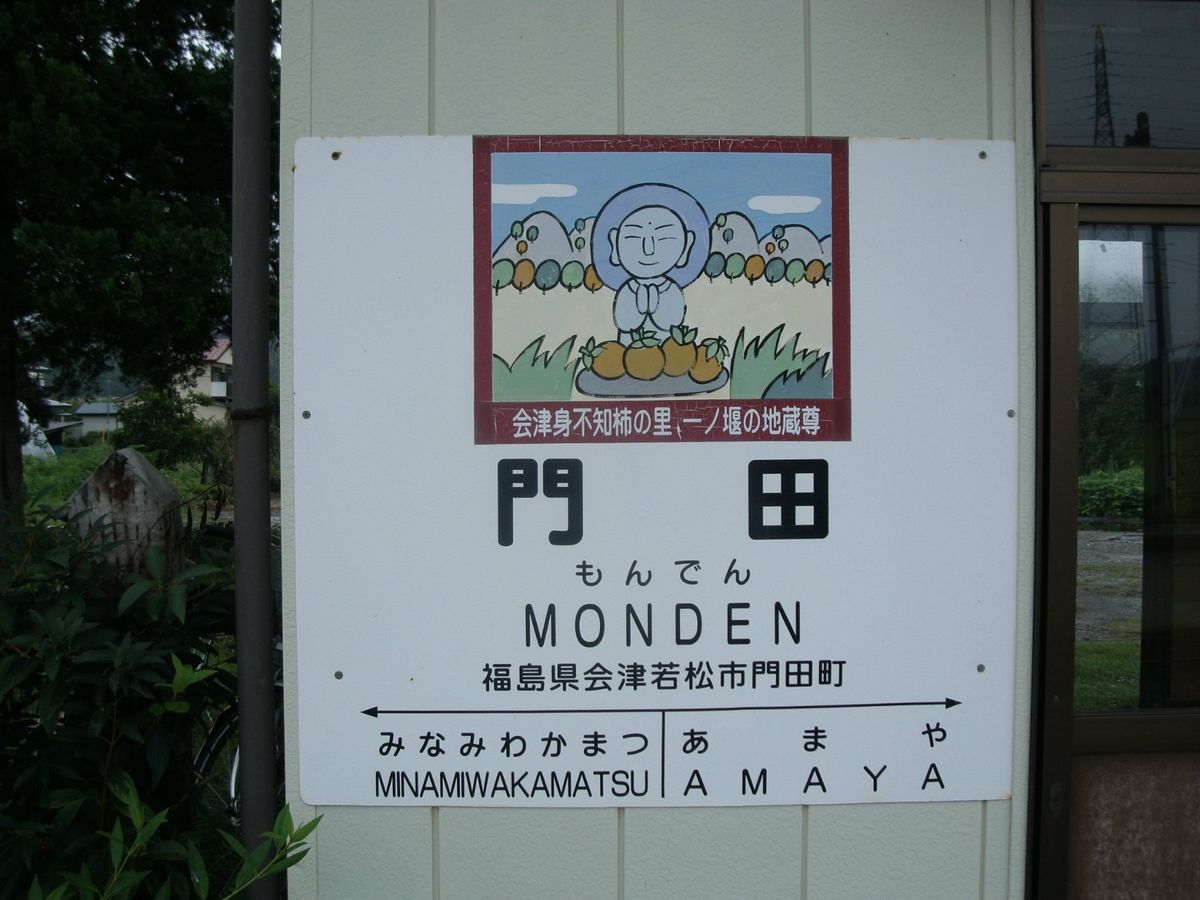 会津身不知柿の里 一ノ堰の地蔵尊
門田
もんでん
MONDEN
福島県会津若松市門田町
みなみわかまつ あまや
MINAMIWAKAMATSU AMAYA